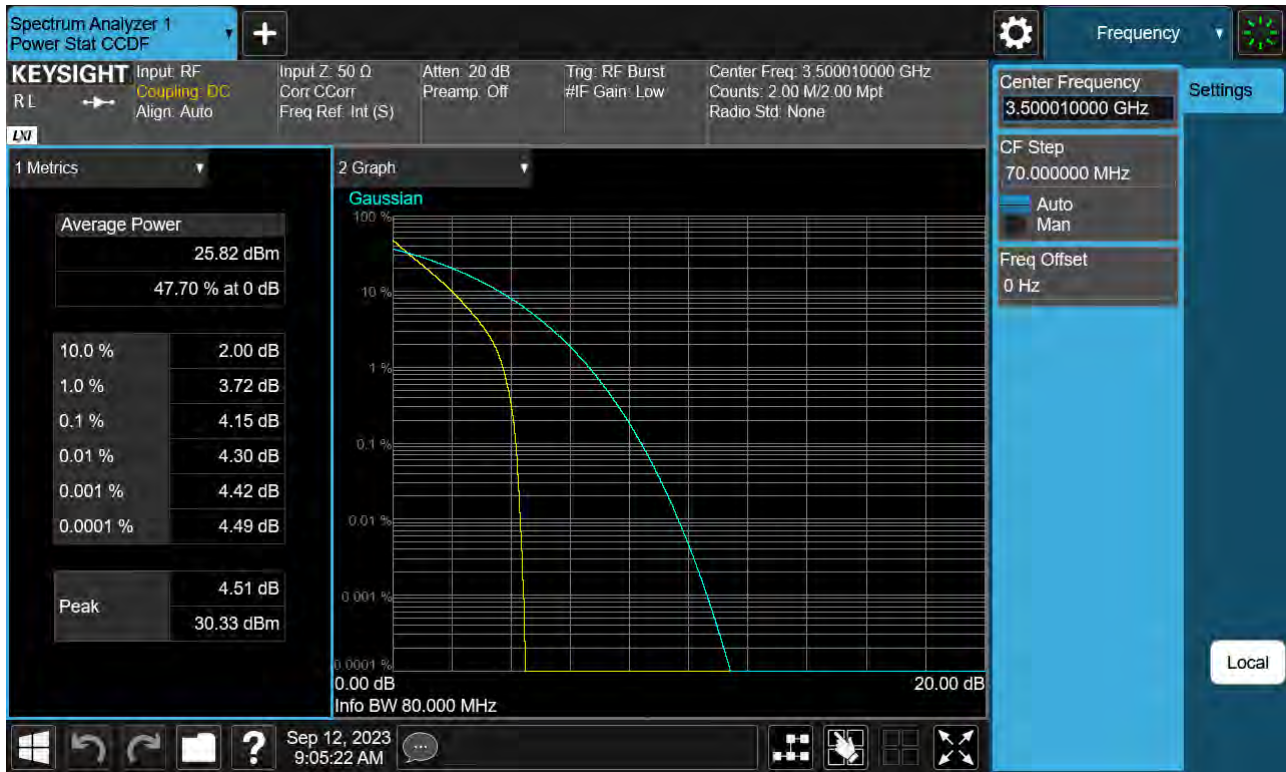 Spectrum Analyzer 1
Power Stat CCDF
Frequency
KEYSIGHT
RL
LXI
Input: RF
Coupling: DC
Align: Auto
Input Z: 50 Ω
Corr CCorr
Freq Ref: Int (S)
Atten: 20 dB
Preamp: Off
Trig: RF Burst
#IF Gain: Low
Center Freq: 3.500010000 GHz
Counts: 2.00 M/2.00 Mpt
Radio Std: None
Center Frequency
3.500010000 GHz
Settings
CF Step
70.000000 MHz
Auto
Man
Freq Offset
0 Hz
Local
1 Metrics
Average Power
25.82 dBm
47.70 % at 0 dB
10.0 % 2.00 dB
1.0 % 3.72 dB
0.1 % 4.15 dB
0.01 % 4.30 dB
0.001 % 4.42 dB
0.0001 % 4.49 dB
Peak 4.51 dB
30.33 dBm
2 Graph
Gaussian
100 %
10 %
1 %
0.1 %
0.01 %
0.001 %
0.0001 %
0.00 dB 20.00 dB
Info BW 80.000 MHz
Sep 12, 2023
9:05:22 AM